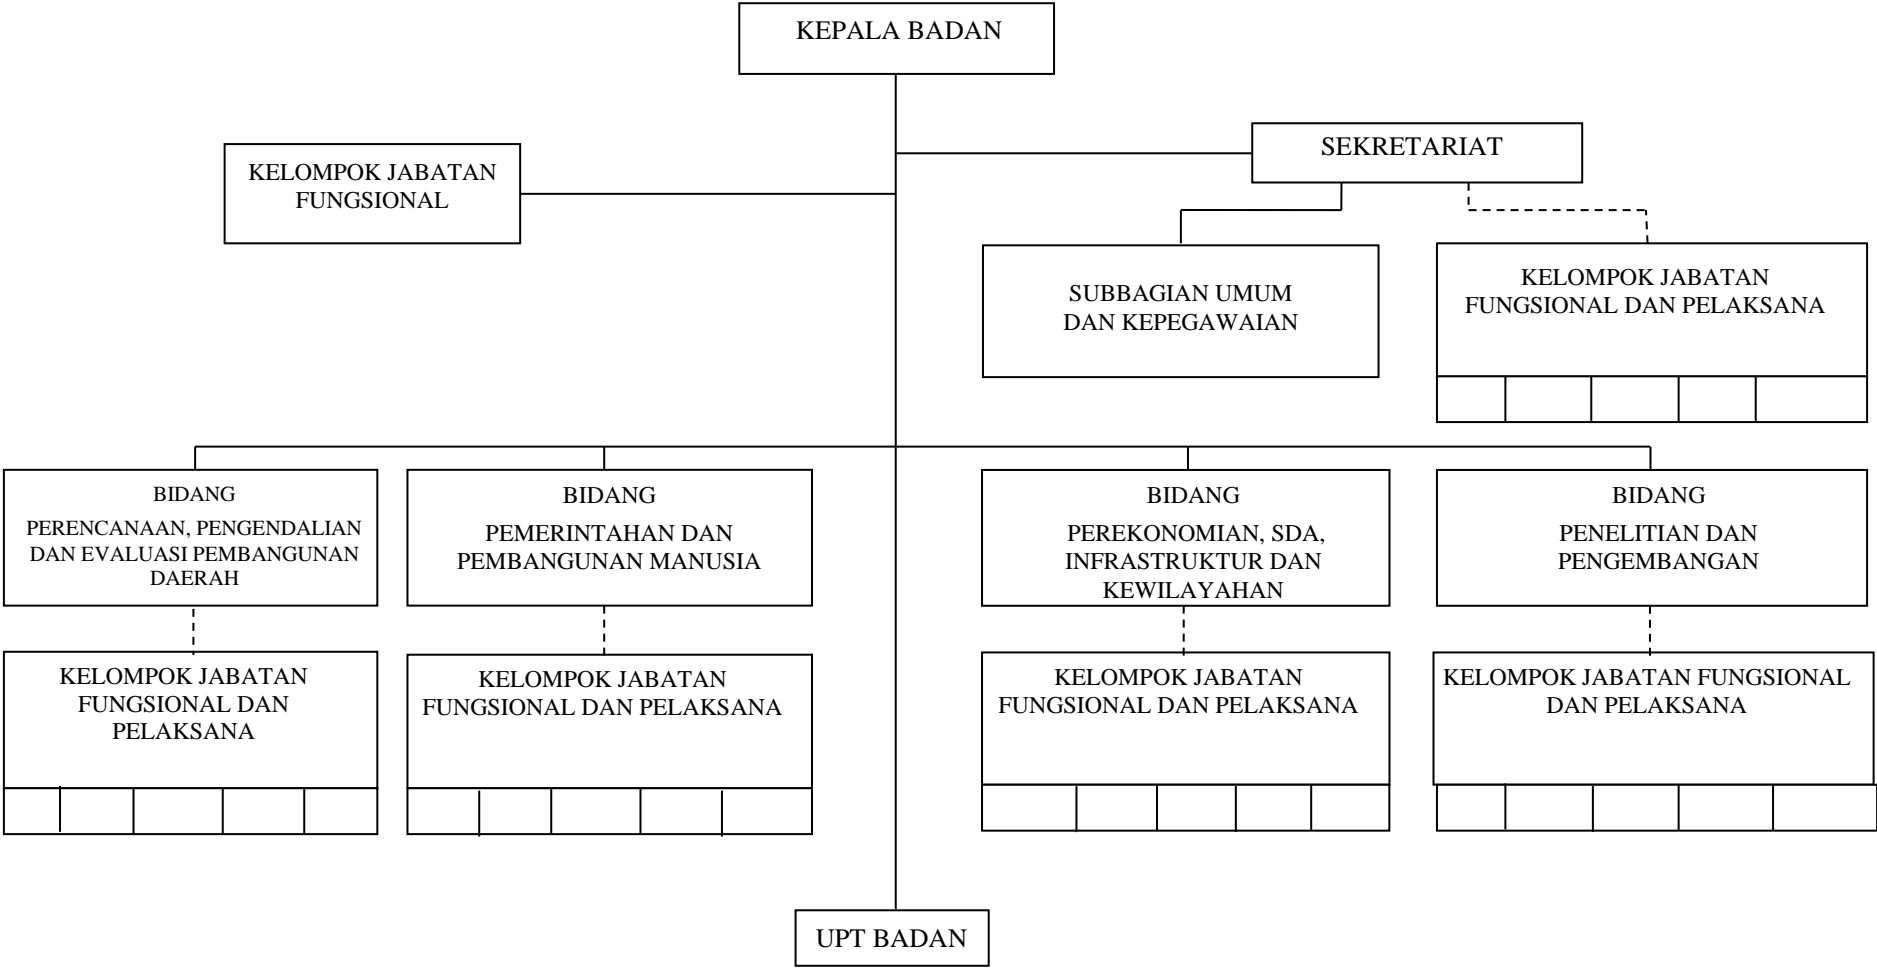 KEPALA BADAN
SEKRETARIAT
KELOMPOK JABATAN
FUNGSIONAL
SUBBAGIAN UMUM
DAN KEPEGAWAIAN
KELOMPOK JABATAN
FUNGSIONAL DAN PELAKSANA
BIDANG
PERENCANAAN, PENGENDALIAN
DAN EVALUASI PEMBANGUNAN
DAERAH
BIDANG
PEMERINTAHAN DAN
PEMBANGUNAN MANUSIA
BIDANG
PEREKONOMIAN, SDA,
INFRASTRUKTUR DAN
KEWILAYAHAN
BIDANG
PENELITIAN DAN
PENGEMBANGAN
KELOMPOK JABATAN
FUNGSIONAL DAN
PELAKSANA
KELOMPOK JABATAN
FUNGSIONAL DAN PELAKSANA
KELOMPOK JABATAN
FUNGSIONAL DAN PELAKSANA
KELOMPOK JABATAN FUNGSIONAL
DAN PELAKSANA
UPT BADAN